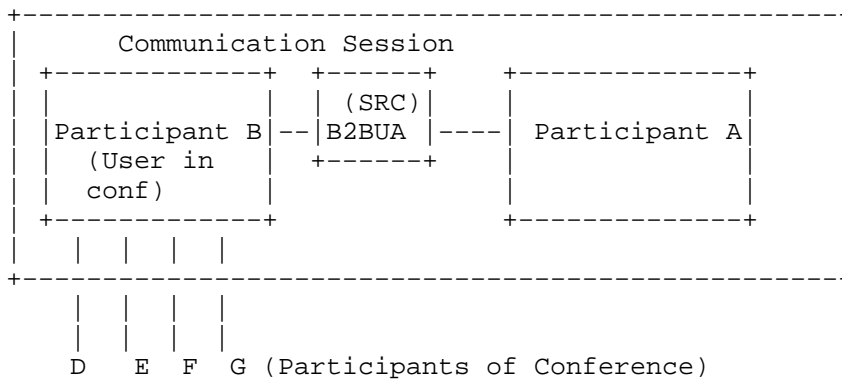 Communication Session
(SRC)
Participant B B2BUA Participant A
(User in
conf)
D E F G (Participants of Conference)